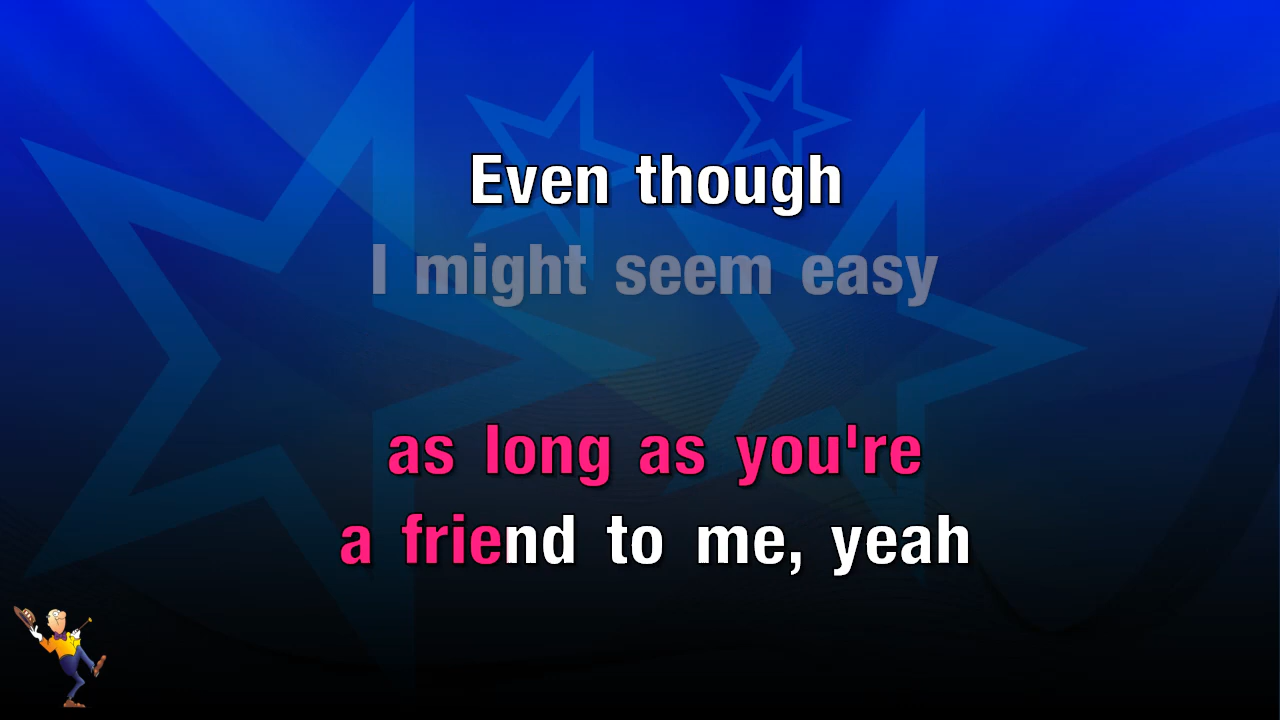 Even though
I might seem easy
as long as you're
a friend to me, yeah